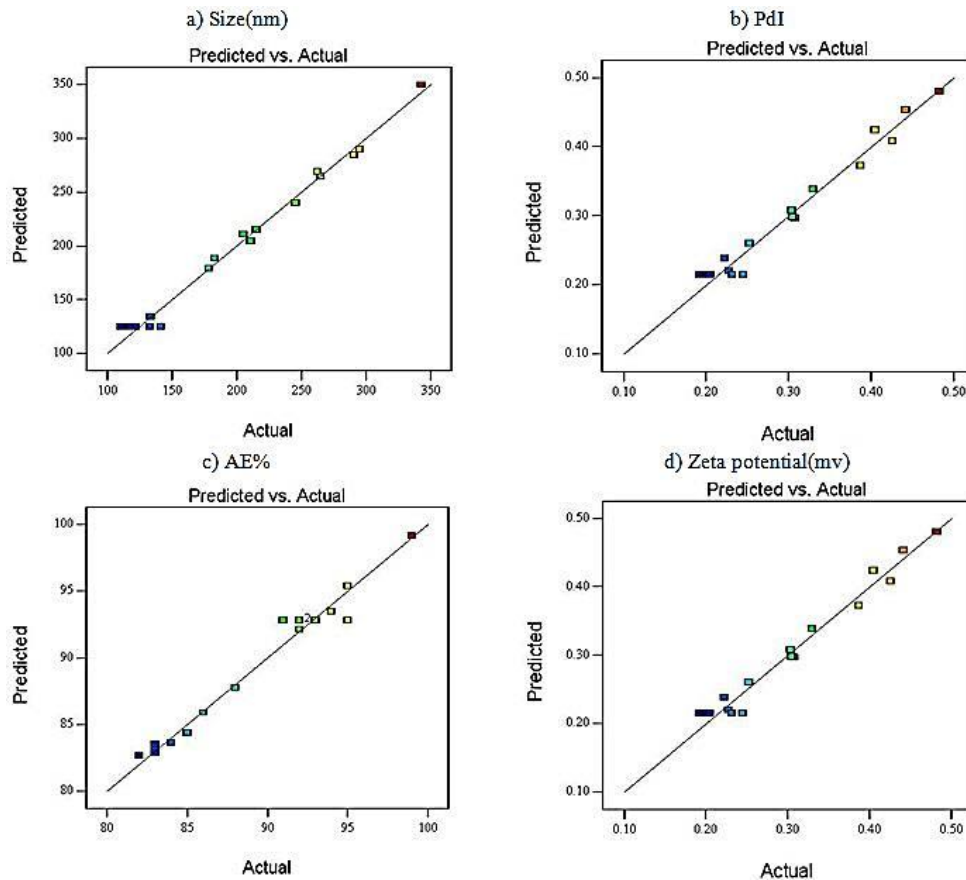 a) Size(nm)
Predicted vs. Actual
350
300
250
200
150
100
Predicted
100 150 200 250 300 350
Actual
b) PdI
Predicted vs. Actual
0.50
0.40
0.30
0.20
0.10
Predicted
0.10 0.20 0.30 0.40 0.50
Actual
c) AE%
Predicted vs. Actual
100
95
90
85
80
Predicted
2
80 85 90 95 100
Actual
d) Zeta potential(mv)
Predicted vs. Actual
0.50
0.40
0.30
0.20
0.10
Predicted
0.10 0.20 0.30 0.40 0.50
Actual